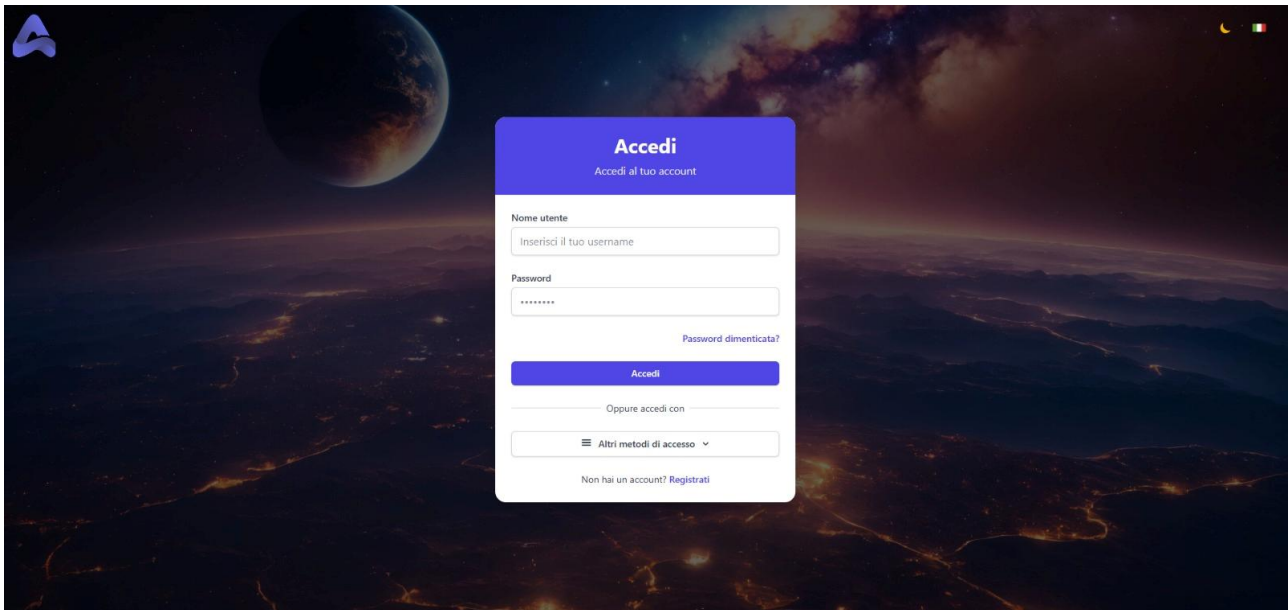 Accedi
Accedi al tuo account
Nome utente
Inserisci il tuo username
Password
••••••••
Password dimenticata?
Accedi
Oppure accedi con
Altri metodi di accesso
Non hai un account? Registrati